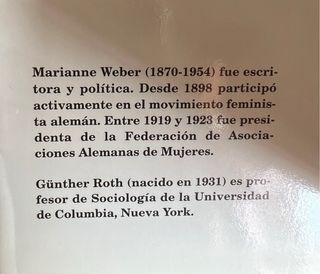 Marianne Weber (1870-1954) fue escri-
tora y política. Desde 1898 participó
activamente en el movimiento feminis-
ta alemán. Entre 1919 y 1923 fue presi-
denta de la Federación de Asocia-
ciones Alemanas de Mujeres.
Günther Roth (nacido en 1931) es pro-
fesor de Sociología de la Universidad
de Columbia, Nueva York.